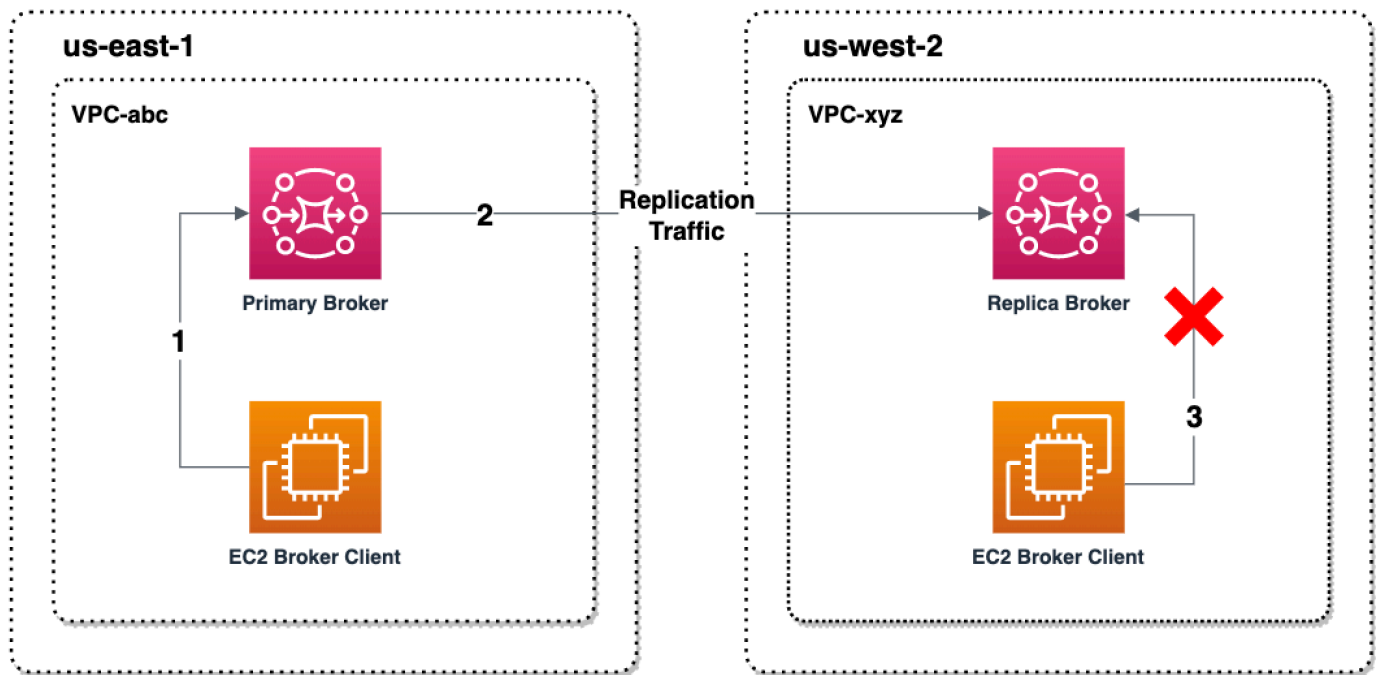 us-east-1
VPC-abc
Primary Broker
1
EC2 Broker Client
2
Replication
Traffic
us-west-2
VPC-xyz
Replica Broker
3
EC2 Broker Client